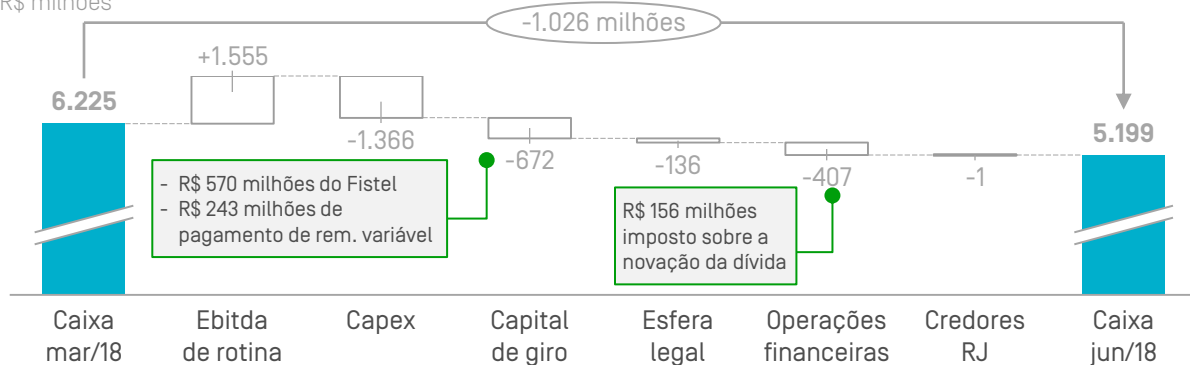 R$ milhões
-1.026 milhões
+1.555
6.225
-1.366
-672
-136
-407
-1
5.199
- R$ 570 milhões do Fistel
- R$ 243 milhões de
pagamento de rem. variável
R$ 156 milhões
imposto sobre a
novação da dívida
Caixa
mar/18
Ebitda
de rotina
Capex
Capital
de giro
Esfera
legal
Operações
financeiras
Credores
RJ
Caixa
jun/18